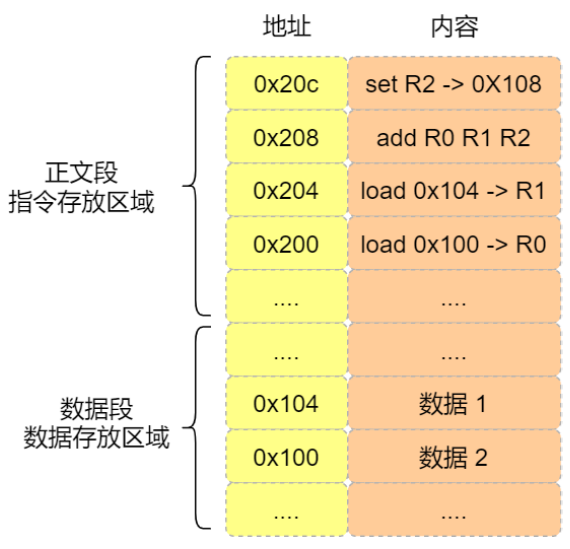 地址 内容
0x20c set R2 -> 0X108
0x208 add R0 R1 R2
正文段
指令存放区域
0x204 load 0x104 -> R1
0x200 load 0x100 -> R0
.... ....
.... ....
数据段
数据存放区域
0x104 数据 1
0x100 数据 2
.... ....